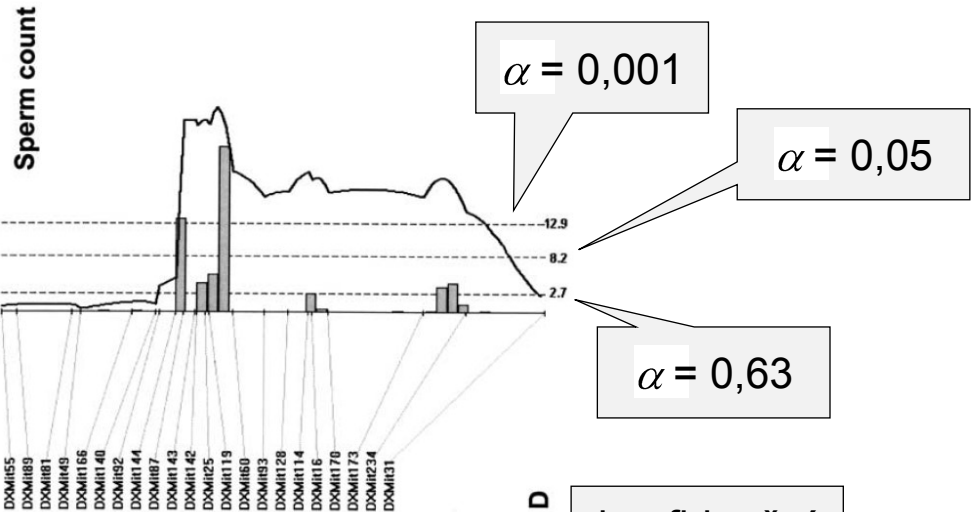 Sperm count
α = 0,001
α = 0,05
12.9
8.2
2.7
α = 0,63
DXMit55
DXMit89
DXMit81
DXMit49
DXMit166
DXMit140
DXMit92
DXMit144
DXMit87
DXMit143
DXMit142
DXMit25
DXMit119
DXMit60
DXMit93
DXMit128
DXMit114
DXMit16
DXMit170
DXMit173
DXMit234
DXMit31
D